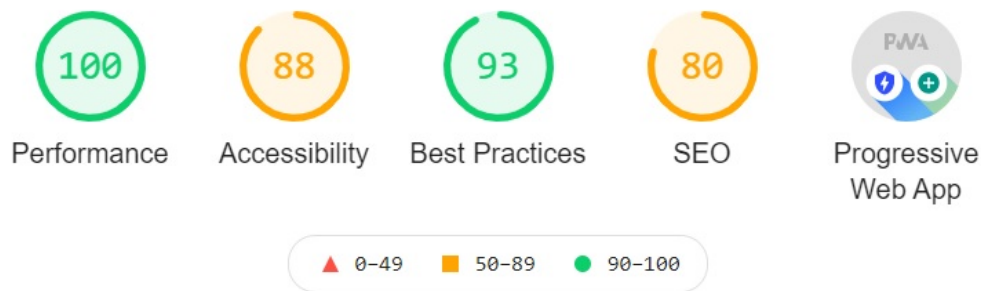 100 88 93 80 PWA
Performance Accessibility Best Practices SEO Progressive
Web App
0–49 50–89 90–100